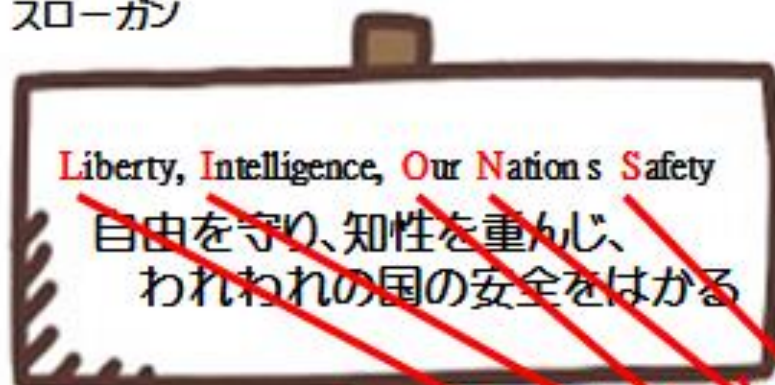 スローガン
Liberty, Intelligence, Our Nation s Safety
自由を守り、知性を重んじ、
われわれの国の安全をはかる